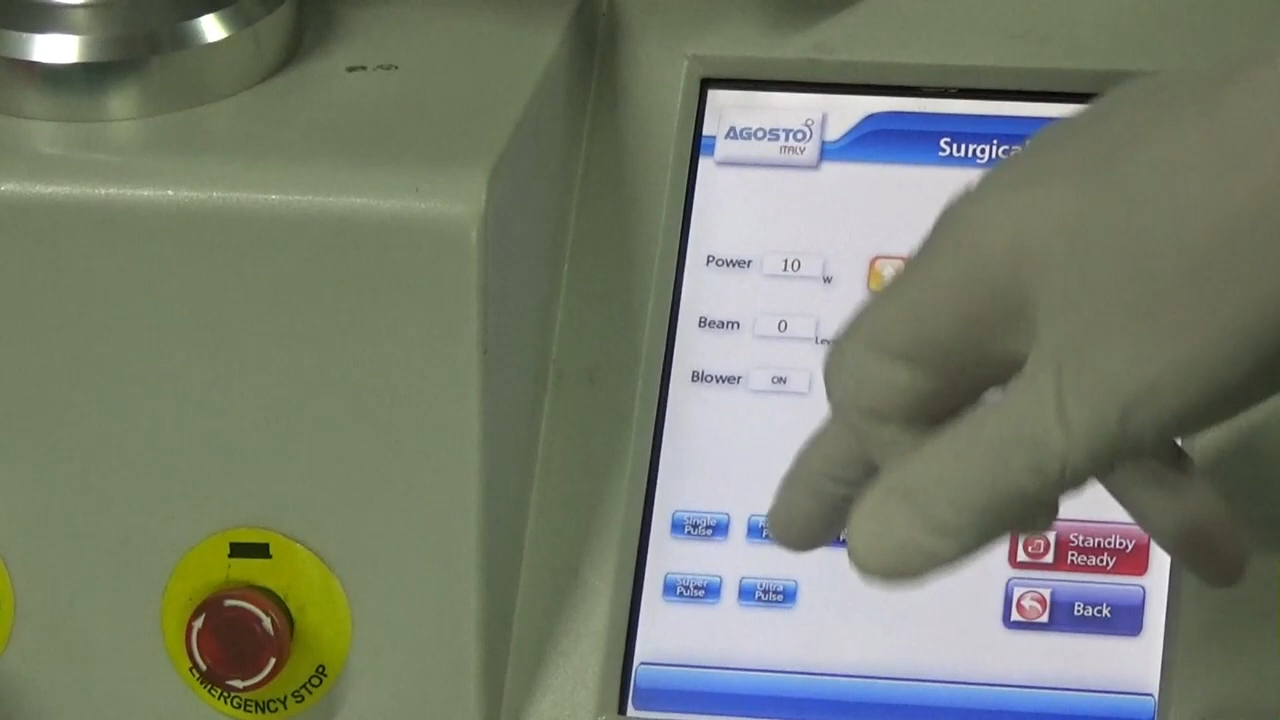 AGOSTO
ITALY
Surgical
Power 10 W
Beam 0
Blower ON
Single
Pulse
Super
Pulse
Ultra
Pulse
Standby
Ready
Back
EMERGENCY STOP